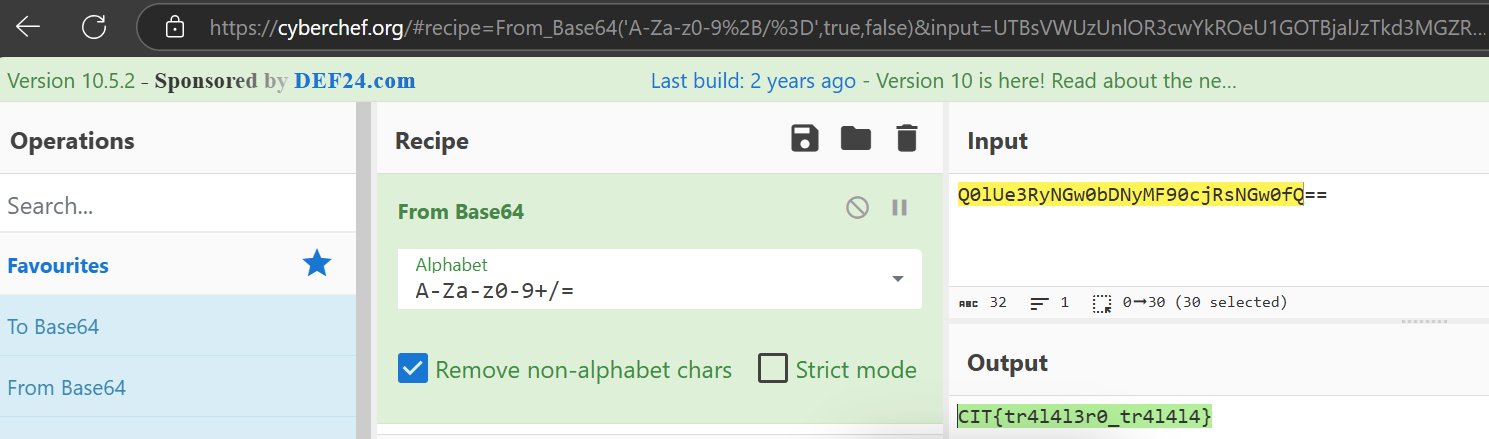 https://cyberchef.org/#recipe=From_Base64('A-Za-z0-9%2B/%3D',true,false)&input=UTBsVWUzUnlOR3cwYkROeU1GOTBjalJzTkd3MGZR...
Version 10.5.2 - Sponsored by DEF24.com
Last build: 2 years ago - Version 10 is here! Read about the ne...
Operations
Recipe
Input
Search...
From Base64
Q0lUe3RyNGw0bDNyMF90cjRsNGw0fQ==
Favourites
Alphabet
A-Za-z0-9+/=
ABC 32
1
0→30 (30 selected)
To Base64
Remove non-alphabet chars
Strict mode
Output
From Base64
CIT{tr4l4l3r0_tr4l4l4}